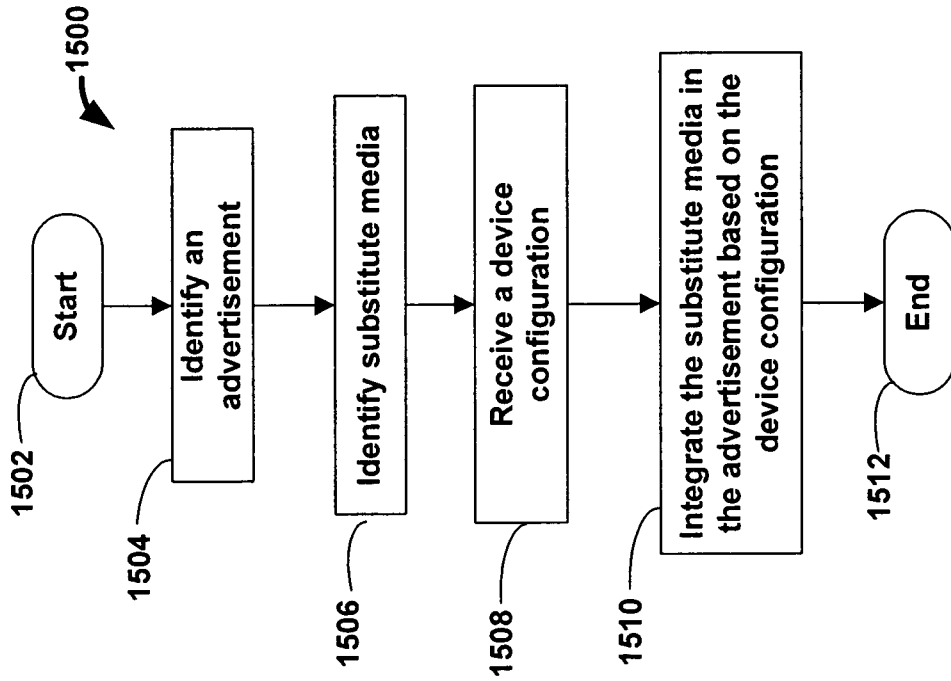 1500
1502
Start
1504
Identify an
advertisement
1506
Identify substitute media
1508
Receive a device
configuration
1510
Integrate the substitute media in
the advertisement based on the
device configuration
1512
End